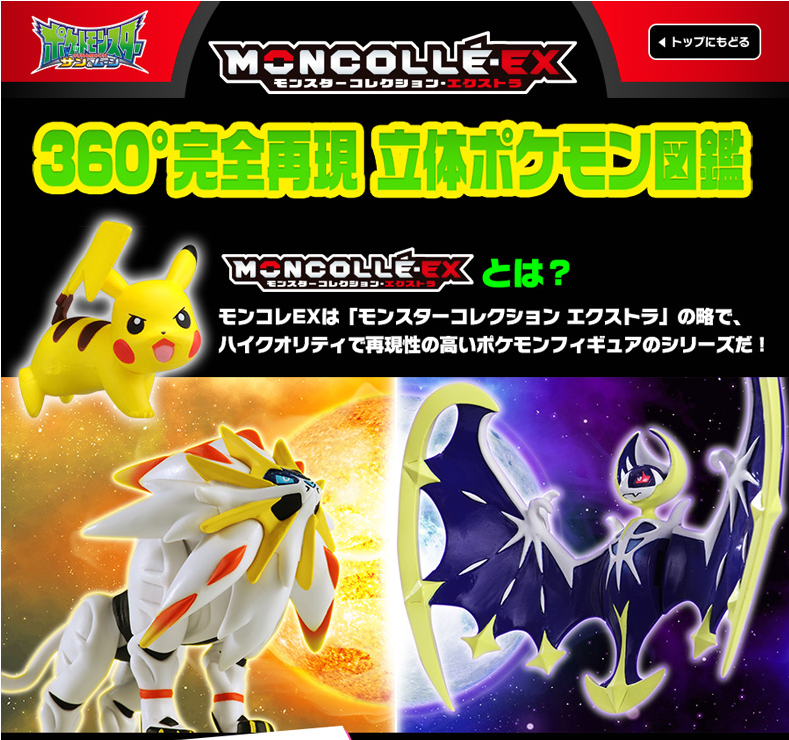 ポケットモンスター
サン&ムーン
MONCOLLÉ-EX
モンスターコレクション・エクストラ
トップにもどる
360°完全再現 立体ポケモン図鑑
MONCOLLÉ-EX とは?
モンスターコレクション・エクストラ
モンコレEXは「モンスターコレクション エクストラ」の略で、
ハイクオリティで再現性の高いポケモンフィギュアのシリーズだ!